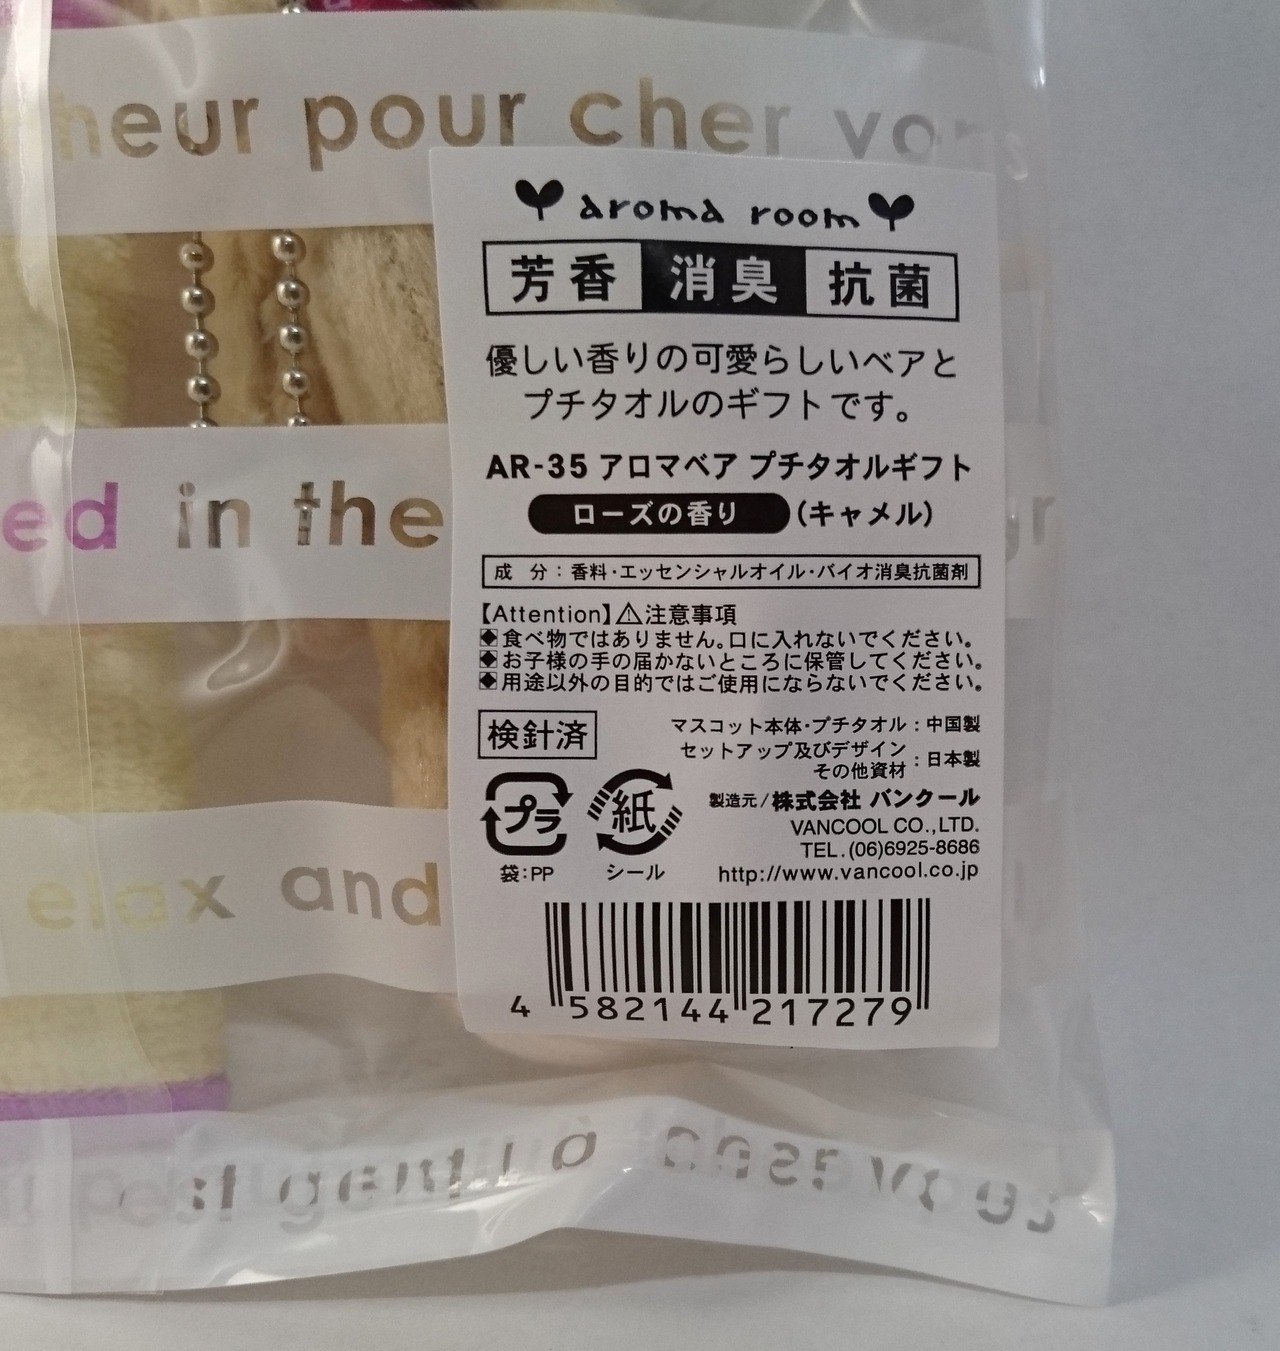 heur pour cher vous
aroma room
芳香 消臭 抗菌
優しい香りの可愛らしいベアと
プチタオルのギフトです。
AR-35 アロマベア プチタオルギフト
ローズの香り (キャメル)
ed in the
成 分：香料・エッセンシャルオイル・バイオ消臭抗菌剤
【Attention】⚠注意事項
◆食べ物ではありません。口に入れないでください。
◆お子様の手の届かないところに保管してください。
◆用途以外の目的ではご使用にならないでください。
検針済
マスコット本体・プチタオル：中国製
セットアップ及びデザイン
その他資材
：日本製
プラ
袋：PP
紙
シール
製造元/株式会社 バンクール
VANCOOL CO.,LTD.
TEL.(06)6925-8686
http://www.vancool.co.jp
elax and
4 582144 217279